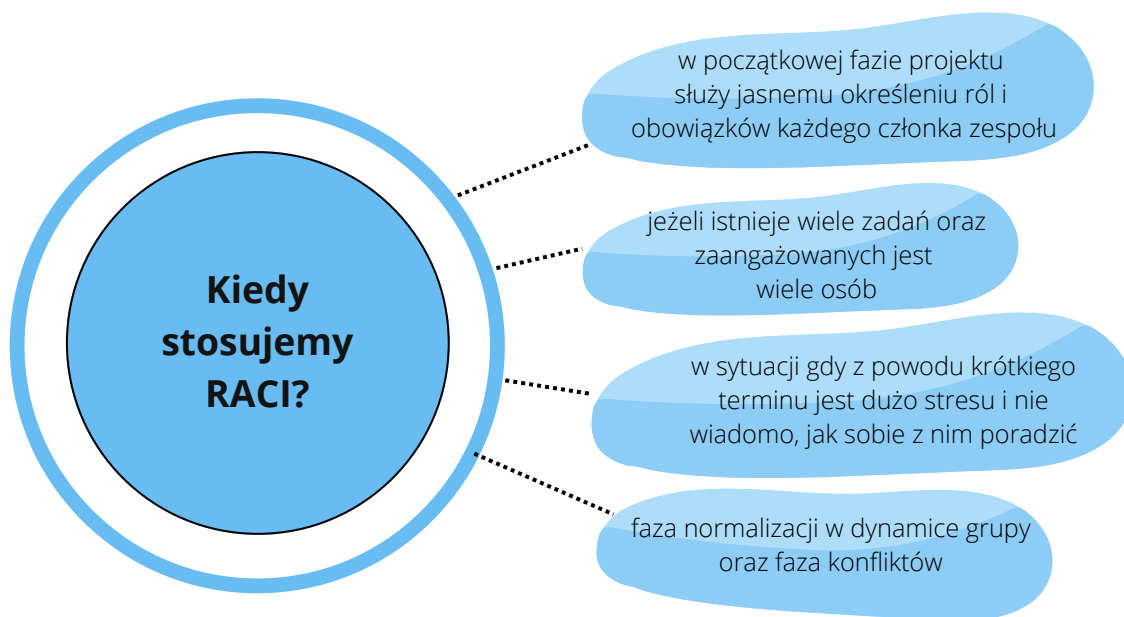 Kiedy
stosujemy
RACI?
w początkowej fazie projektu
służy jasnemu określeniu ról i
obowiązków każdego członka zespołu
jeżeli istnieje wiele zadań oraz
zaangażowanych jest
wiele osób
w sytuacji gdy z powodu krótkiego
terminu jest dużo stresu i nie
wiadomo, jak sobie z nim poradzić
faza normalizacji w dynamice grupy
oraz faza konfliktów